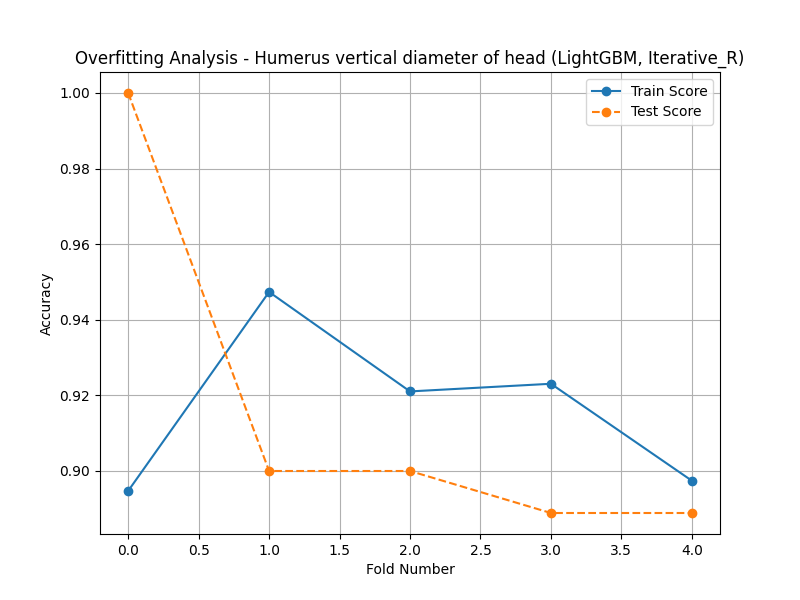 Overfitting Analysis - Humerus vertical diameter of head (LightGBM, Iterative_R)
Train Score
Test Score
1.00
0.98
0.96
0.94
0.92
0.90
Accuracy
0.0 0.5 1.0 1.5 2.0 2.5 3.0 3.5 4.0
Fold Number